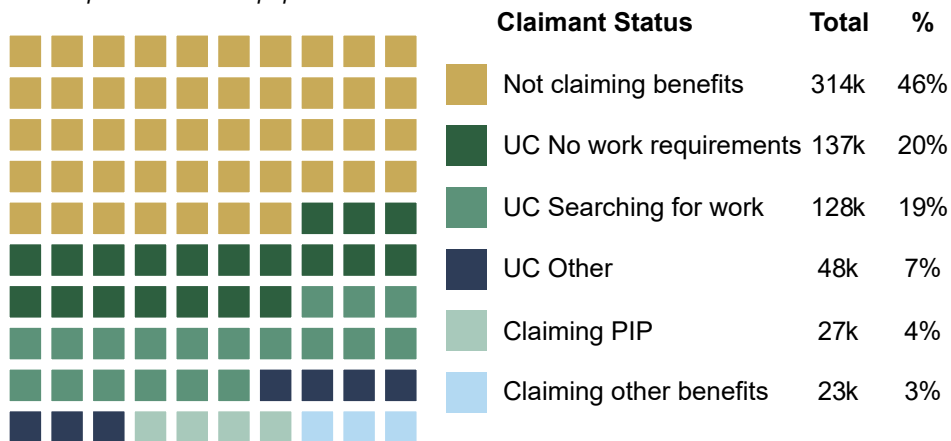 Claimant Status Total %
Not claiming benefits 314k 46%
UC No work requirements 137k 20%
UC Searching for work 128k 19%
UC Other 48k 7%
Claiming PIP 27k 4%
Claiming other benefits 23k 3%